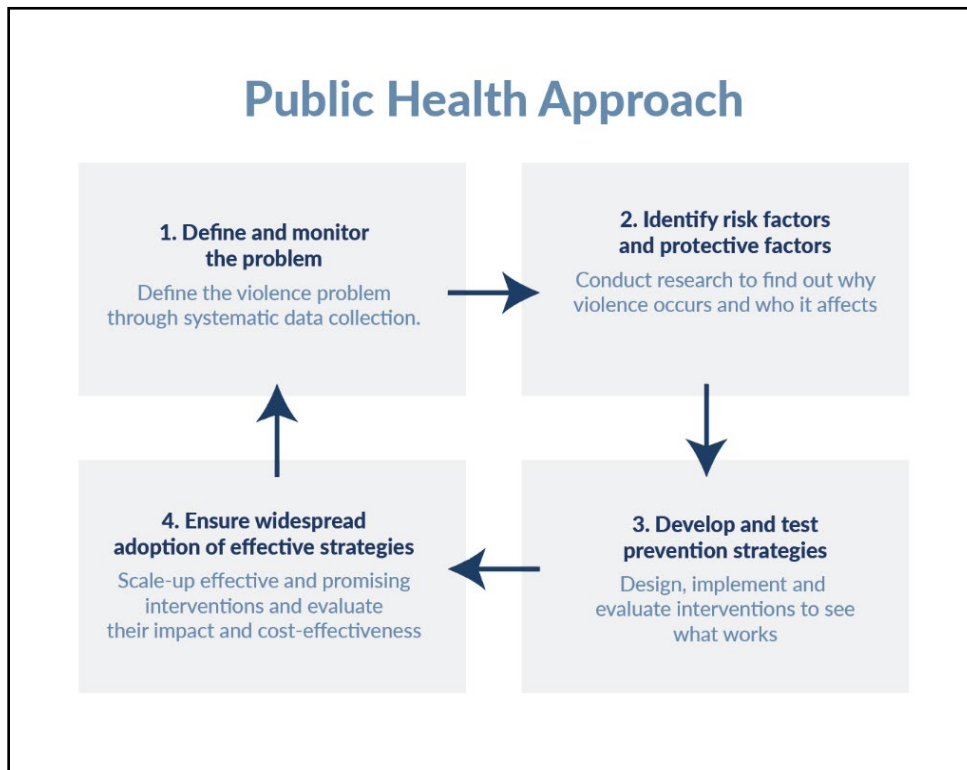 Public Health Approach
1. Define and monitor
the problem
Define the violence problem
through systematic data collection.
2. Identify risk factors
and protective factors
Conduct research to find out why
violence occurs and who it affects
3. Develop and test
prevention strategies
Design, implement and
evaluate interventions to see
what works
4. Ensure widespread
adoption of effective strategies
Scale-up effective and promising
interventions and evaluate
their impact and cost-effectiveness